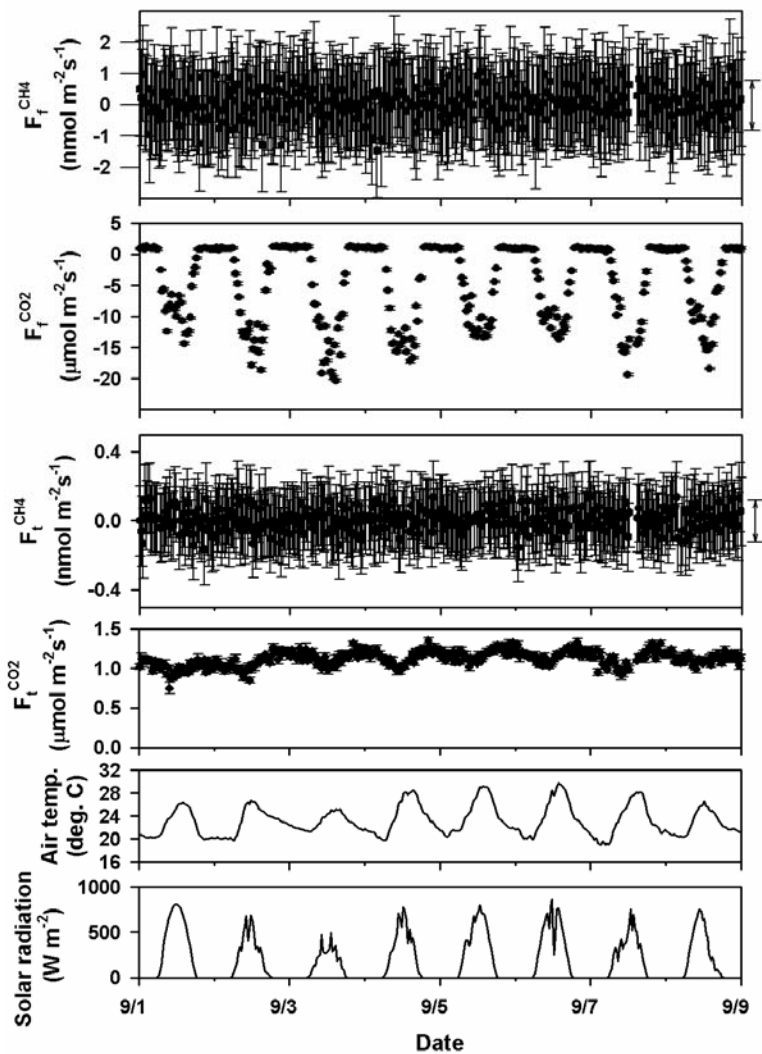 F_f^CH4
(nmol m^-2 s^-1)
2
1
0
-1
-2
F_f^CO2
(μmol m^-2 s^-1)
5
0
-5
-10
-15
-20
F_t^CH4
(nmol m^-2 s^-1)
0.4
0.0
-0.4
F_t^CO2
(μmol m^-2 s^-1)
1.5
1.0
0.5
0.0
Air temp.
(deg. C)
32
28
24
20
16
Solar radiation
(W m^-2)
1000
500
0
9/1 9/3 9/5 9/7 9/9
Date